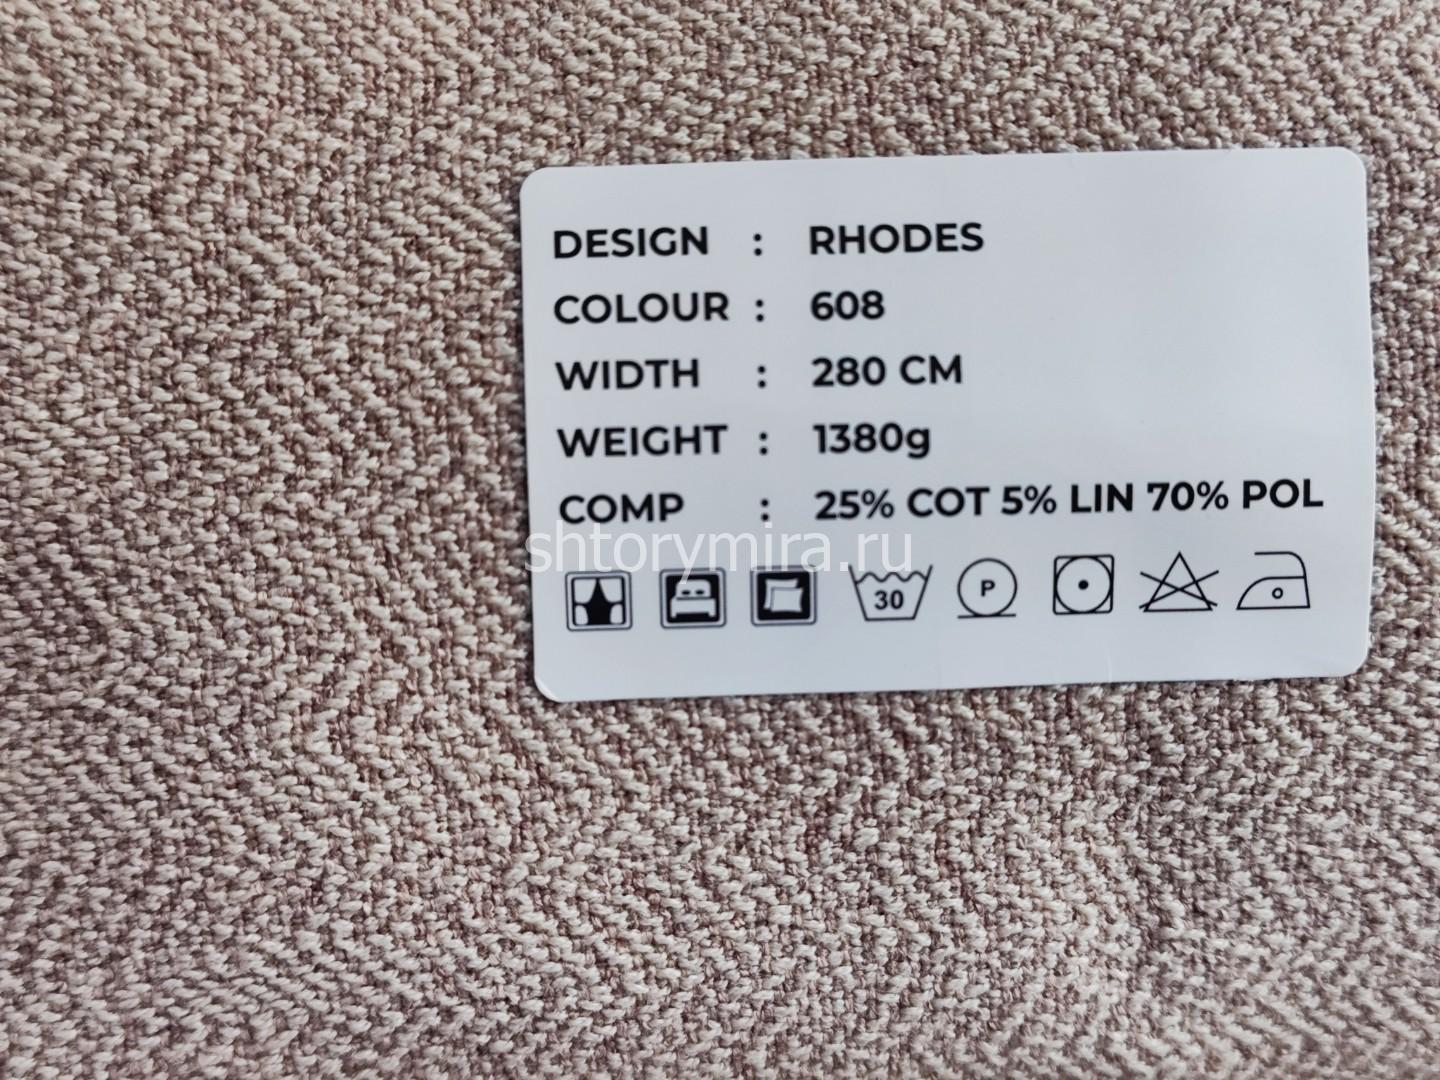 DESIGN : RHODES
COLOUR : 608
WIDTH : 280 CM
WEIGHT : 1380g
COMP : 25% COT 5% LIN 70% POL
shtorymira.ru
30 P